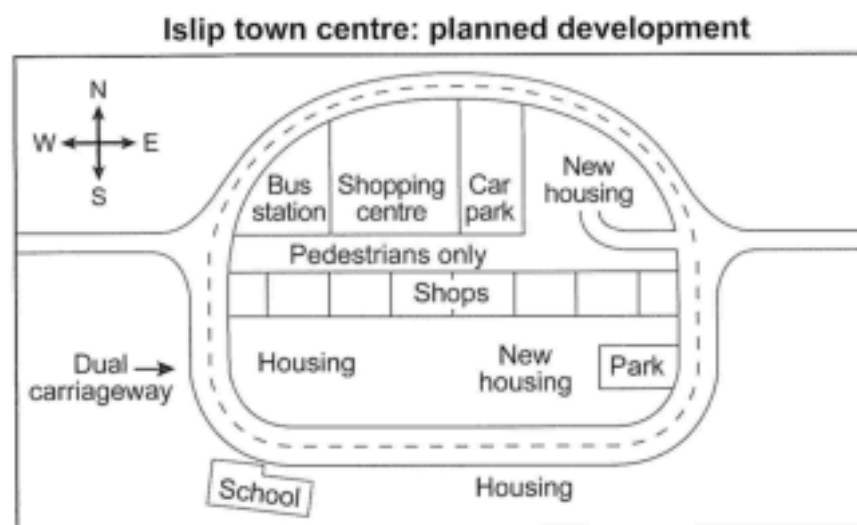 Islip town centre: planned development
N
W E
S
Bus
station
Shopping
centre
Car
park
New
housing
Pedestrians only
Shops
Dual
carriageway
Housing
New
housing
Park
School
Housing